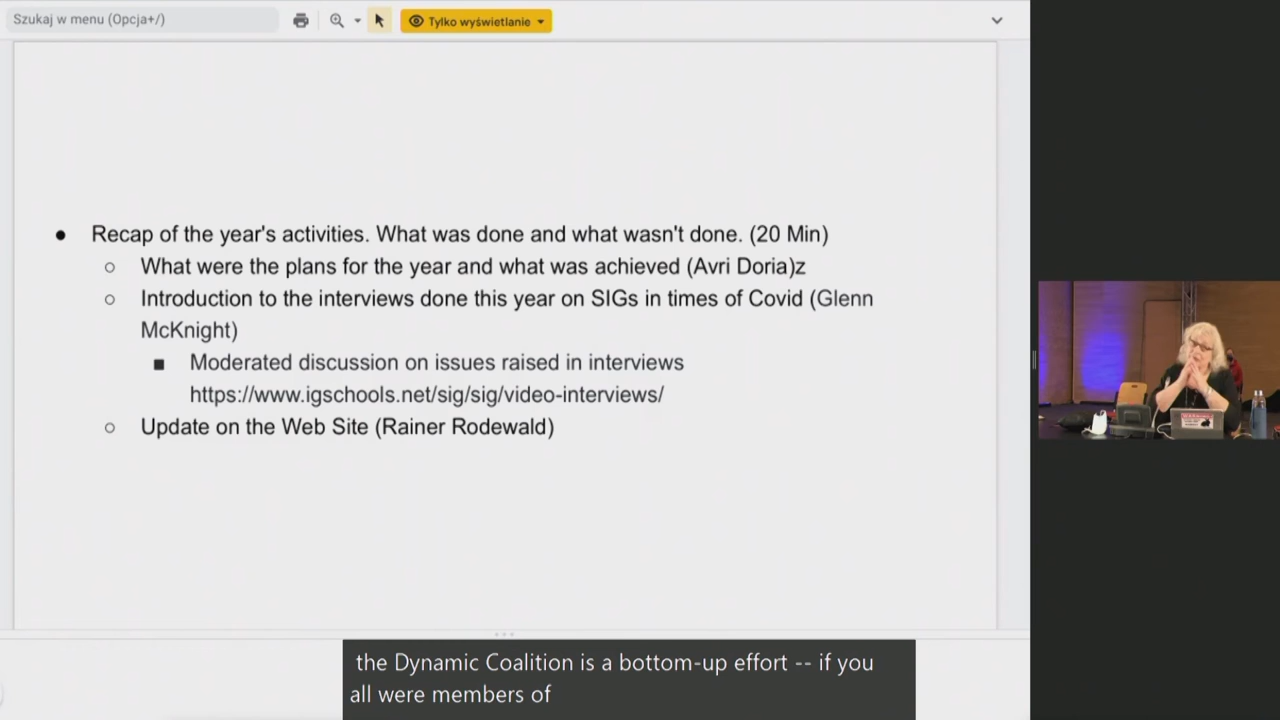 Szukaj w menu (Opcja+/)
Tylko wyświetlanie
● Recap of the year's activities. What was done and what wasn't done. (20 Min)
○ What were the plans for the year and what was achieved (Avri Doria)z
○ Introduction to the interviews done this year on SIGs in times of Covid (Glenn
McKnight)
■ Moderated discussion on issues raised in interviews
https://www.igschools.net/sig/sig/video-interviews/
○ Update on the Web Site (Rainer Rodewald)
the Dynamic Coalition is a bottom-up effort -- if you
all were members of